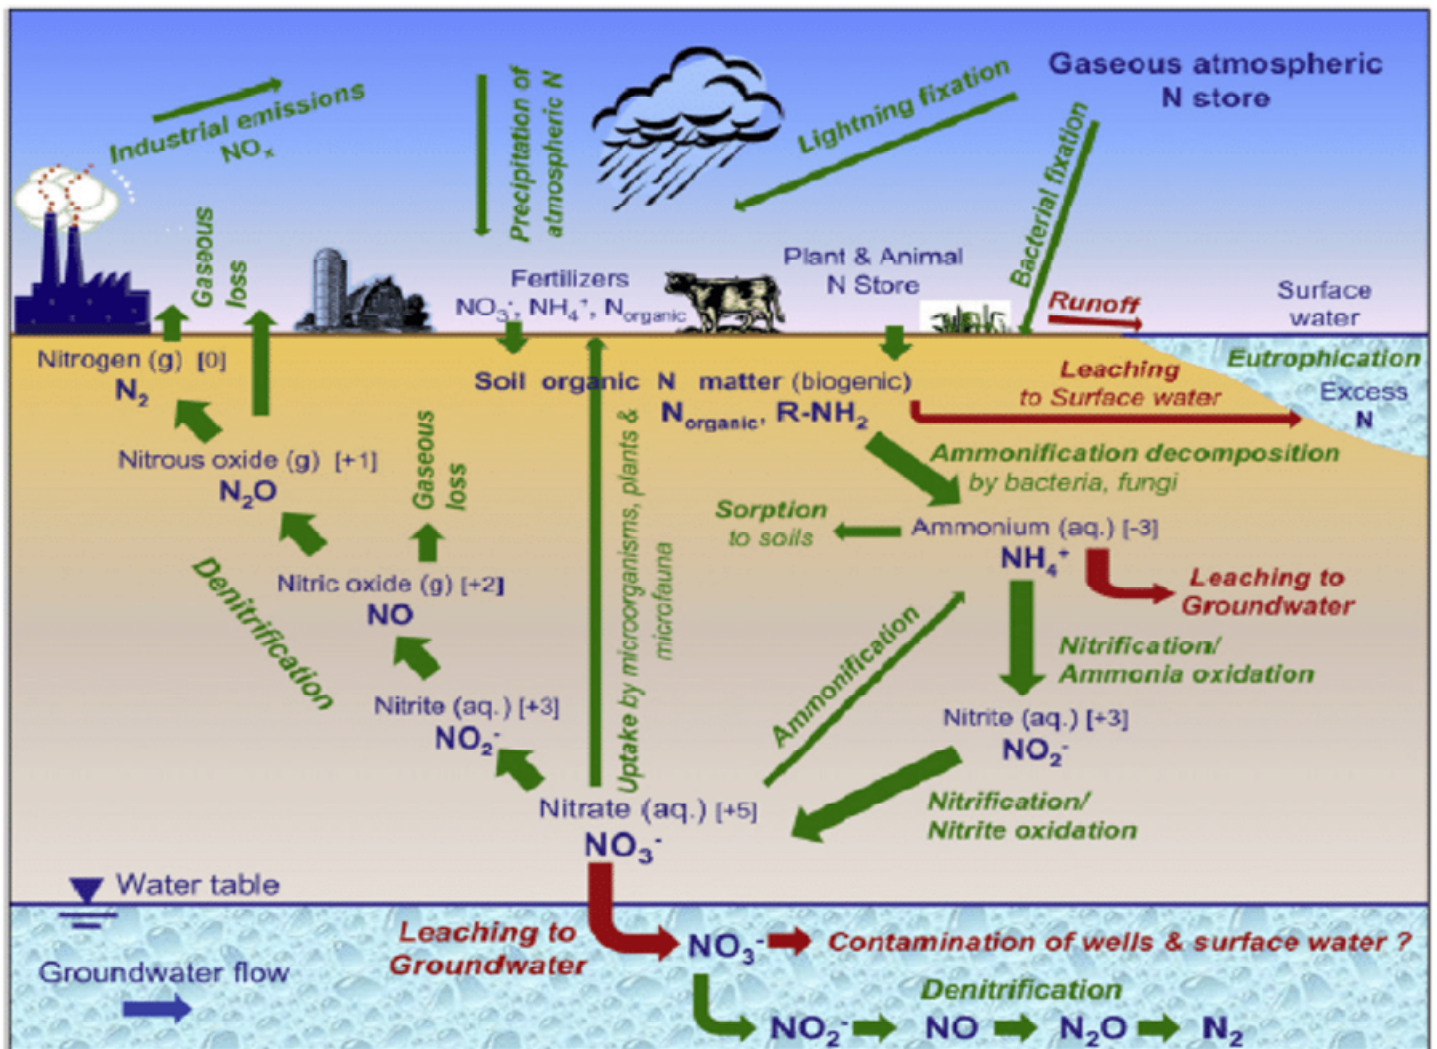 Gaseous atmospheric
N store
Industrial emissions
NOₓ
Precipitation of
atmospheric N
Lightning fixation
Bacterial fixation
Gaseous
loss
Fertilizers
NO₃⁻, NH₄⁺, Norganic
Plant & Animal
N Store
Runoff
Surface
water
Nitrogen (g) [0]
N₂
Soil organic N matter (biogenic)
Norganic, R-NH₂
Leaching
to Surface water
Eutrophication
Excess
N
Nitrous oxide (g) [+1]
N₂O
Gaseous
loss
Uptake by microorganisms, plants &
microfauna
Ammonification decomposition
by bacteria, fungi
Sorption
to soils
Ammonium (aq.) [-3]
NH₄⁺
Leaching to
Groundwater
Denitrification
Nitric oxide (g) [+2]
NO
Ammonification
Nitrification/
Ammonia oxidation
Nitrite (aq.) [+3]
NO₂⁻
Nitrite (aq.) [+3]
NO₂⁻
Nitrification/
Nitrite oxidation
Nitrate (aq.) [+5]
NO₃⁻
Water table
Leaching to
Groundwater
NO₃⁻
Contamination of wells & surface water ?
Groundwater flow
Denitrification
NO₂⁻ NO N₂O N₂